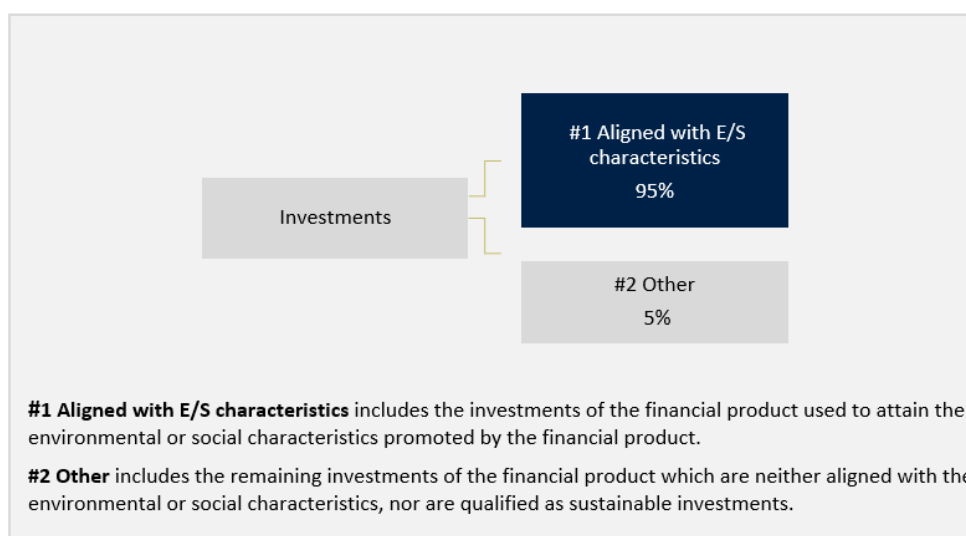 #1 Aligned with E/S
characteristics
95%
Investments
#2 Other
5%
#1 Aligned with E/S characteristics includes the investments of the financial product used to attain the
environmental or social characteristics promoted by the financial product.
#2 Other includes the remaining investments of the financial product which are neither aligned with the
environmental or social characteristics, nor are qualified as sustainable investments.